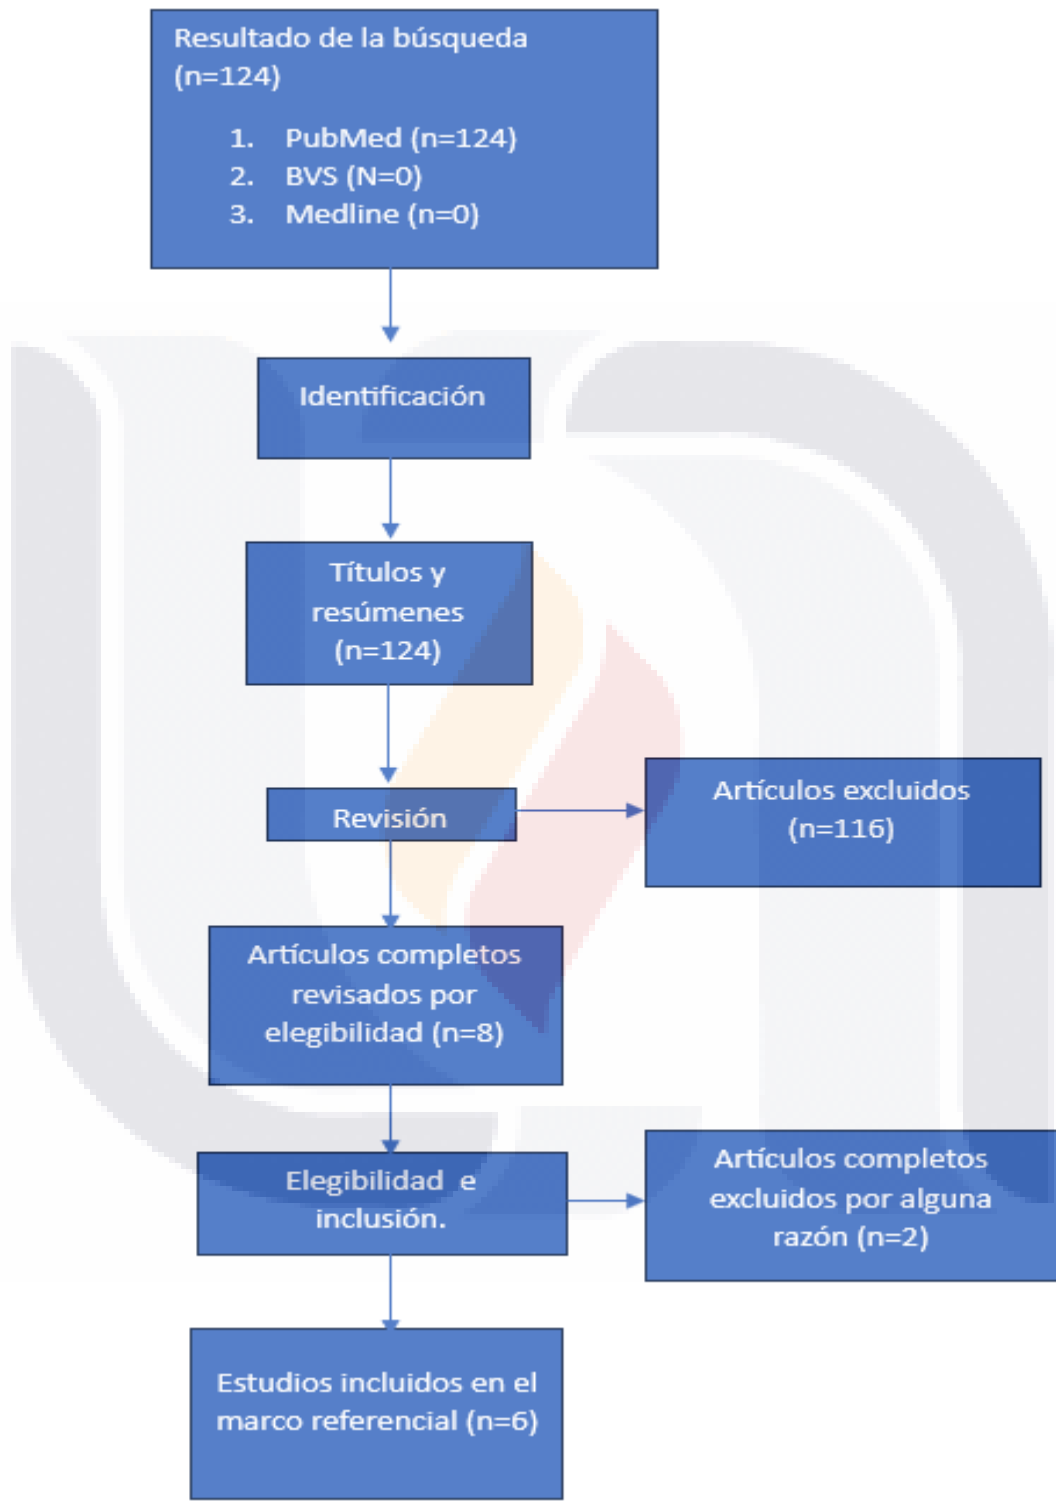 Resultado de la búsqueda
(n=124)
1. PubMed (n=124)
2. BVS (N=0)
3. Medline (n=0)
Identificación
Títulos y
resúmenes
(n=124)
Revisión
Artículos excluidos
(n=116)
Artículos completos
revisados por
elegibilidad (n=8)
Elegibilidad e
inclusión.
Artículos completos
excluidos por alguna
razón (n=2)
Estudios incluidos en el
marco referencial (n=6)